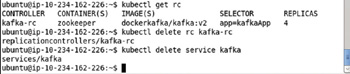 ubuntu@ip-10-234-162-226:~$ kubectl get rc
CONTROLLER CONTAINER(S) IMAGE(S) SELECTOR REPLICAS
kafka-rc zookeeper dockerkafka/kafka:v2 app=kafkaApp 4
ubuntu@ip-10-234-162-226:~$ kubectl delete rc kafka-rc
replicationcontrollers/kafka-rc
ubuntu@ip-10-234-162-226:~$ kubectl delete service kafka
services/kafka
ubuntu@ip-10-234-162-226:~$